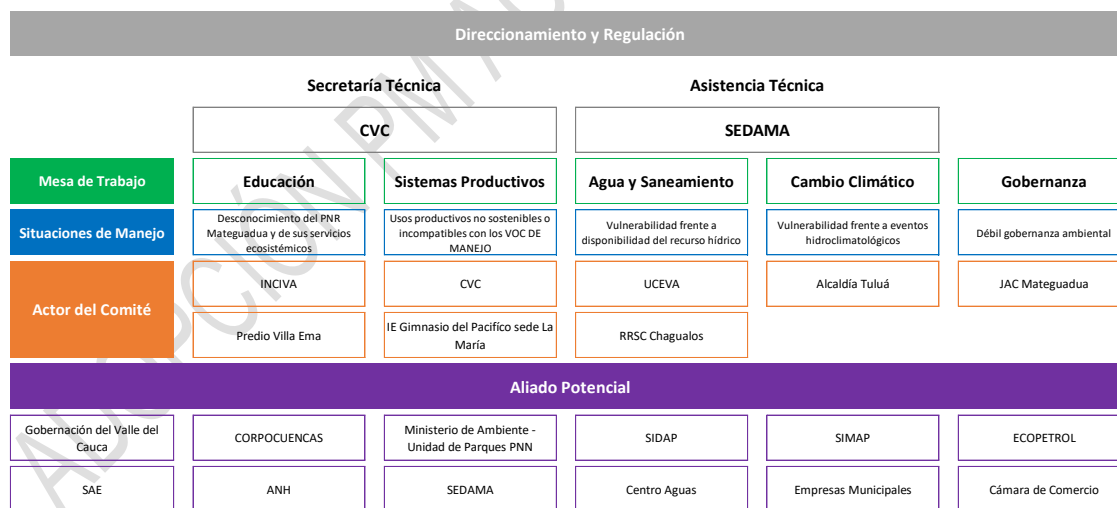 Direccionamiento y Regulación
Secretaría Técnica
Asistencia Técnica
CVC
SEDAMA
Mesa de Trabajo
Educación
Sistemas Productivos
Agua y Saneamiento
Cambio Climático
Gobernanza
Situaciones de Manejo
Desconocimiento del PNR
Mateguadua y de sus servicios
ecosistémicos
Usos productivos no sostenibles o
incompatibles con los VOC DE
MANEJO
Vulnerabilidad frente a
disponibilidad del recurso hídrico
Vulnerabilidad frente a eventos
hidroclimatológicos
Débil gobernanza ambiental
Actor del Comité
INCIVA
CVC
UCEVA
Alcaldía Tuluá
JAC Mateguadua
Predio Villa Ema
IE Gimnasio del Pacifíco sede La
María
RRSC Chagualos
Aliado Potencial
Gobernación del Valle del
Cauca
CORPOCUENCAS
Ministerio de Ambiente -
Unidad de Parques PNN
SIDAP
SIMAP
ECOPETROL
SAE
ANH
SEDAMA
Centro Aguas
Empresas Municipales
Cámara de Comercio
ADOPCIÓN PM